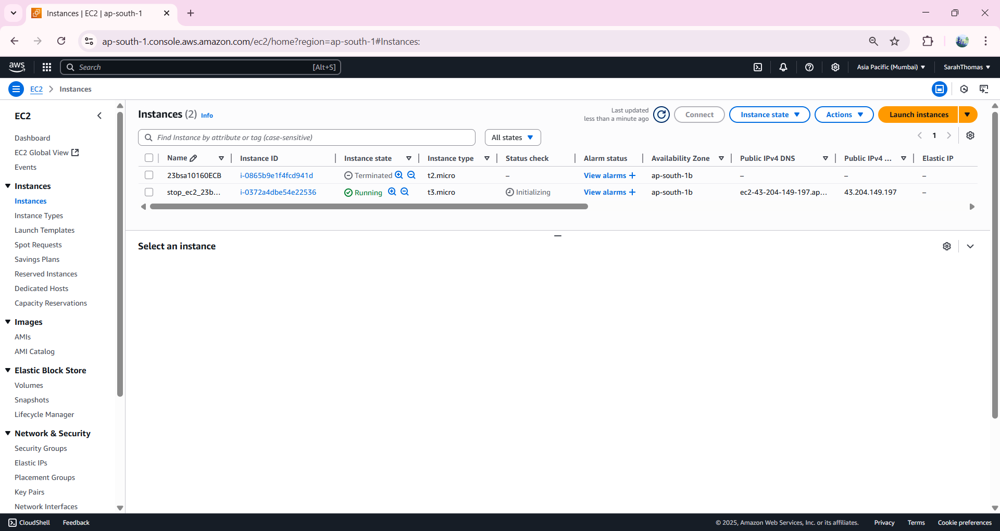 Instances | EC2 | ap-south-1
ap-south-1.console.aws.amazon.com/ec2/home?region=ap-south-1#Instances:
aws
Search
[Alt+S]
Asia Pacific (Mumbai)
SarahThomas
EC2
Instances
EC2
Dashboard
EC2 Global View
Events
Instances
Instances
Instance Types
Launch Templates
Spot Requests
Savings Plans
Reserved Instances
Dedicated Hosts
Capacity Reservations
Images
AMIs
AMI Catalog
Elastic Block Store
Volumes
Snapshots
Lifecycle Manager
Network & Security
Security Groups
Elastic IPs
Placement Groups
Key Pairs
Network Interfaces
Instances (2) Info
Last updated
less than a minute ago
Connect
Instance state
Actions
Launch instances
Find Instance by attribute or tag (case-sensitive)
All states
1
Name Instance ID Instance state Instance type Status check Alarm status Availability Zone Public IPv4 DNS Public IPv4 ... Elastic IP
23bsa10160ECB i-0865b9e1f4fcd941d Terminated t2.micro – View alarms + ap-south-1b – – –
stop_ec2_23b... i-0372a4dbe54e22536 Running t3.micro Initializing View alarms + ap-south-1b ec2-43-204-149-197.ap... 43.204.149.197 –
Select an instance
CloudShell
Feedback
© 2025, Amazon Web Services, Inc. or its affiliates.
Privacy
Terms
Cookie preferences